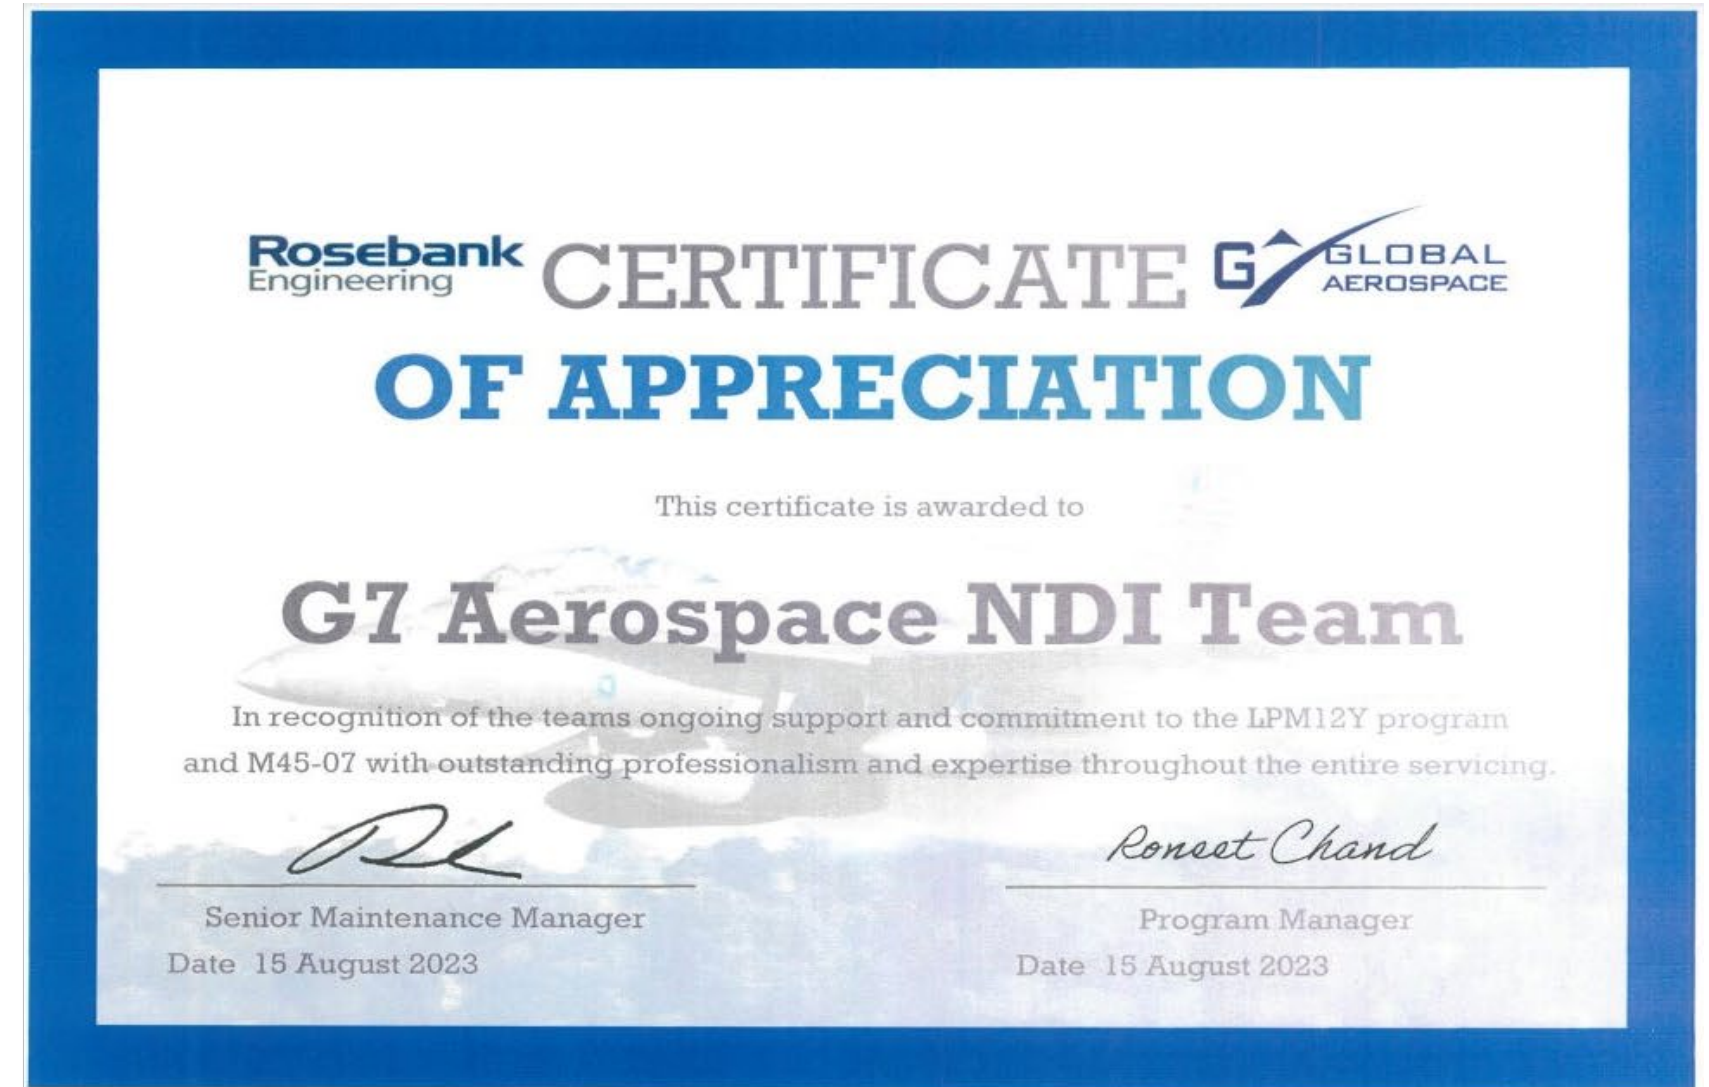 Rosebank
Engineering
CERTIFICATE
G7 GLOBAL
AEROSPACE
OF APPRECIATION
This certificate is awarded to
G7 Aerospace NDI Team
In recognition of the teams ongoing support and commitment to the LPM12Y program
and M45-07 with outstanding professionalism and expertise throughout the entire servicing.
Roneet Chand
Senior Maintenance Manager
Program Manager
Date 15 August 2023
Date 15 August 2023